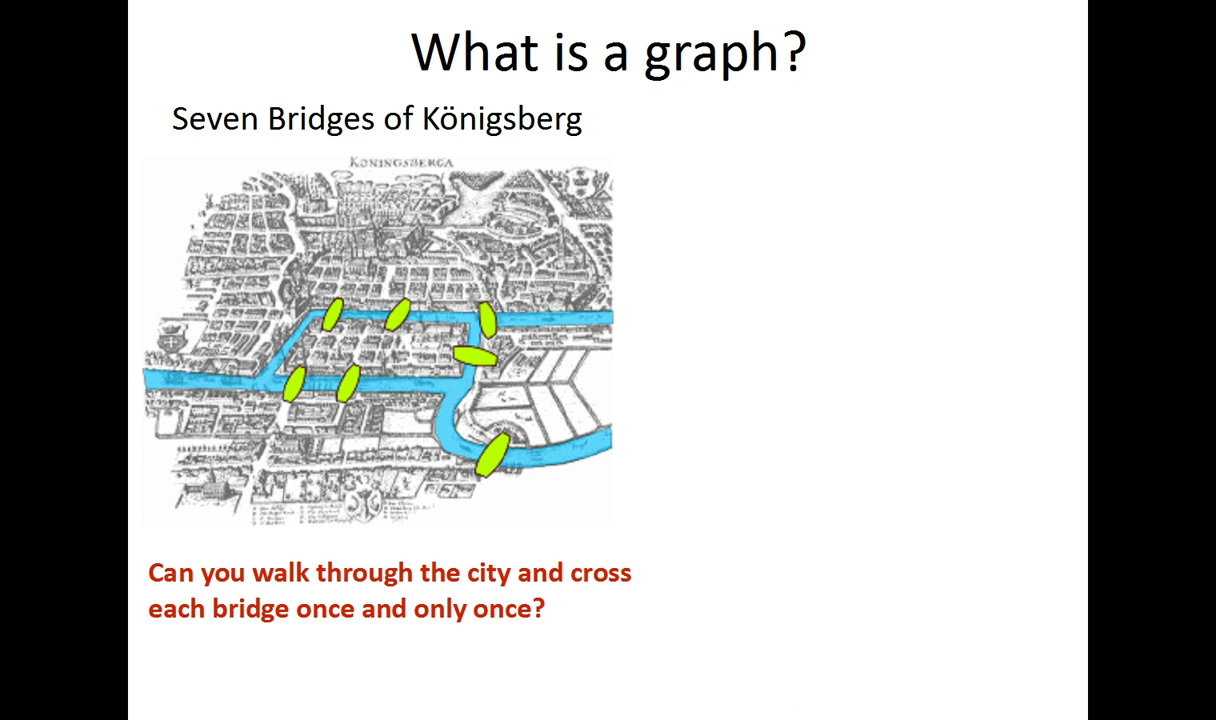 What is a graph?
Seven Bridges of Königsberg
KONINGSBERGA
Can you walk through the city and cross
each bridge once and only once?